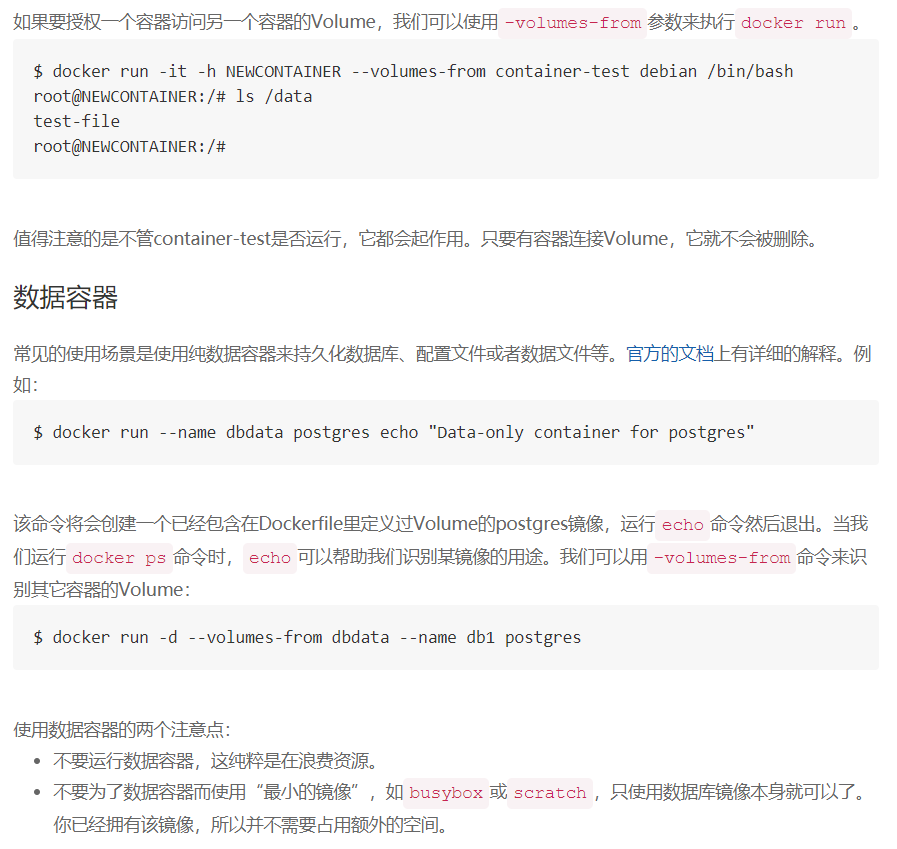 如果要授权一个容器访问另一个容器的Volume，我们可以使用 -volumes-from 参数来执行 docker run 。
$ docker run -it -h NEWCONTAINER --volumes-from container-test debian /bin/bash
root@NEWCONTAINER:/# ls /data
test-file
root@NEWCONTAINER:/#
值得注意的是不管container-test是否运行，它都会起作用。只要有容器连接Volume，它就不会被删除。
数据容器
常见的使用场景是使用纯数据容器来持久化数据库、配置文件或者数据文件等。官方的文档上有详细的解释。例
如：
$ docker run --name dbdata postgres echo "Data-only container for postgres"
该命令将会创建一个已经包含在Dockerfile里定义过Volume的postgres镜像，运行 echo 命令然后退出。当我
们运行 docker ps 命令时， echo 可以帮助我们识别某镜像的用途。我们可以用 -volumes-from 命令来识
别其它容器的Volume：
$ docker run -d --volumes-from dbdata --name db1 postgres
使用数据容器的两个注意点：
• 不要运行数据容器，这纯粹是在浪费资源。
• 不要为了数据容器而使用“最小的镜像”，如 busybox 或 scratch ，只使用数据库镜像本身就可以了。
你已经拥有该镜像，所以并不需要占用额外的空间。